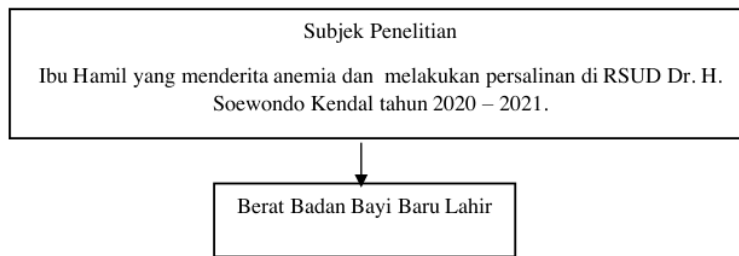 Subjek Penelitian
Ibu Hamil yang menderita anemia dan melakukan persalinan di RSUD Dr. H.
Soewondo Kendal tahun 2020 – 2021.
Berat Badan Bayi Baru Lahir